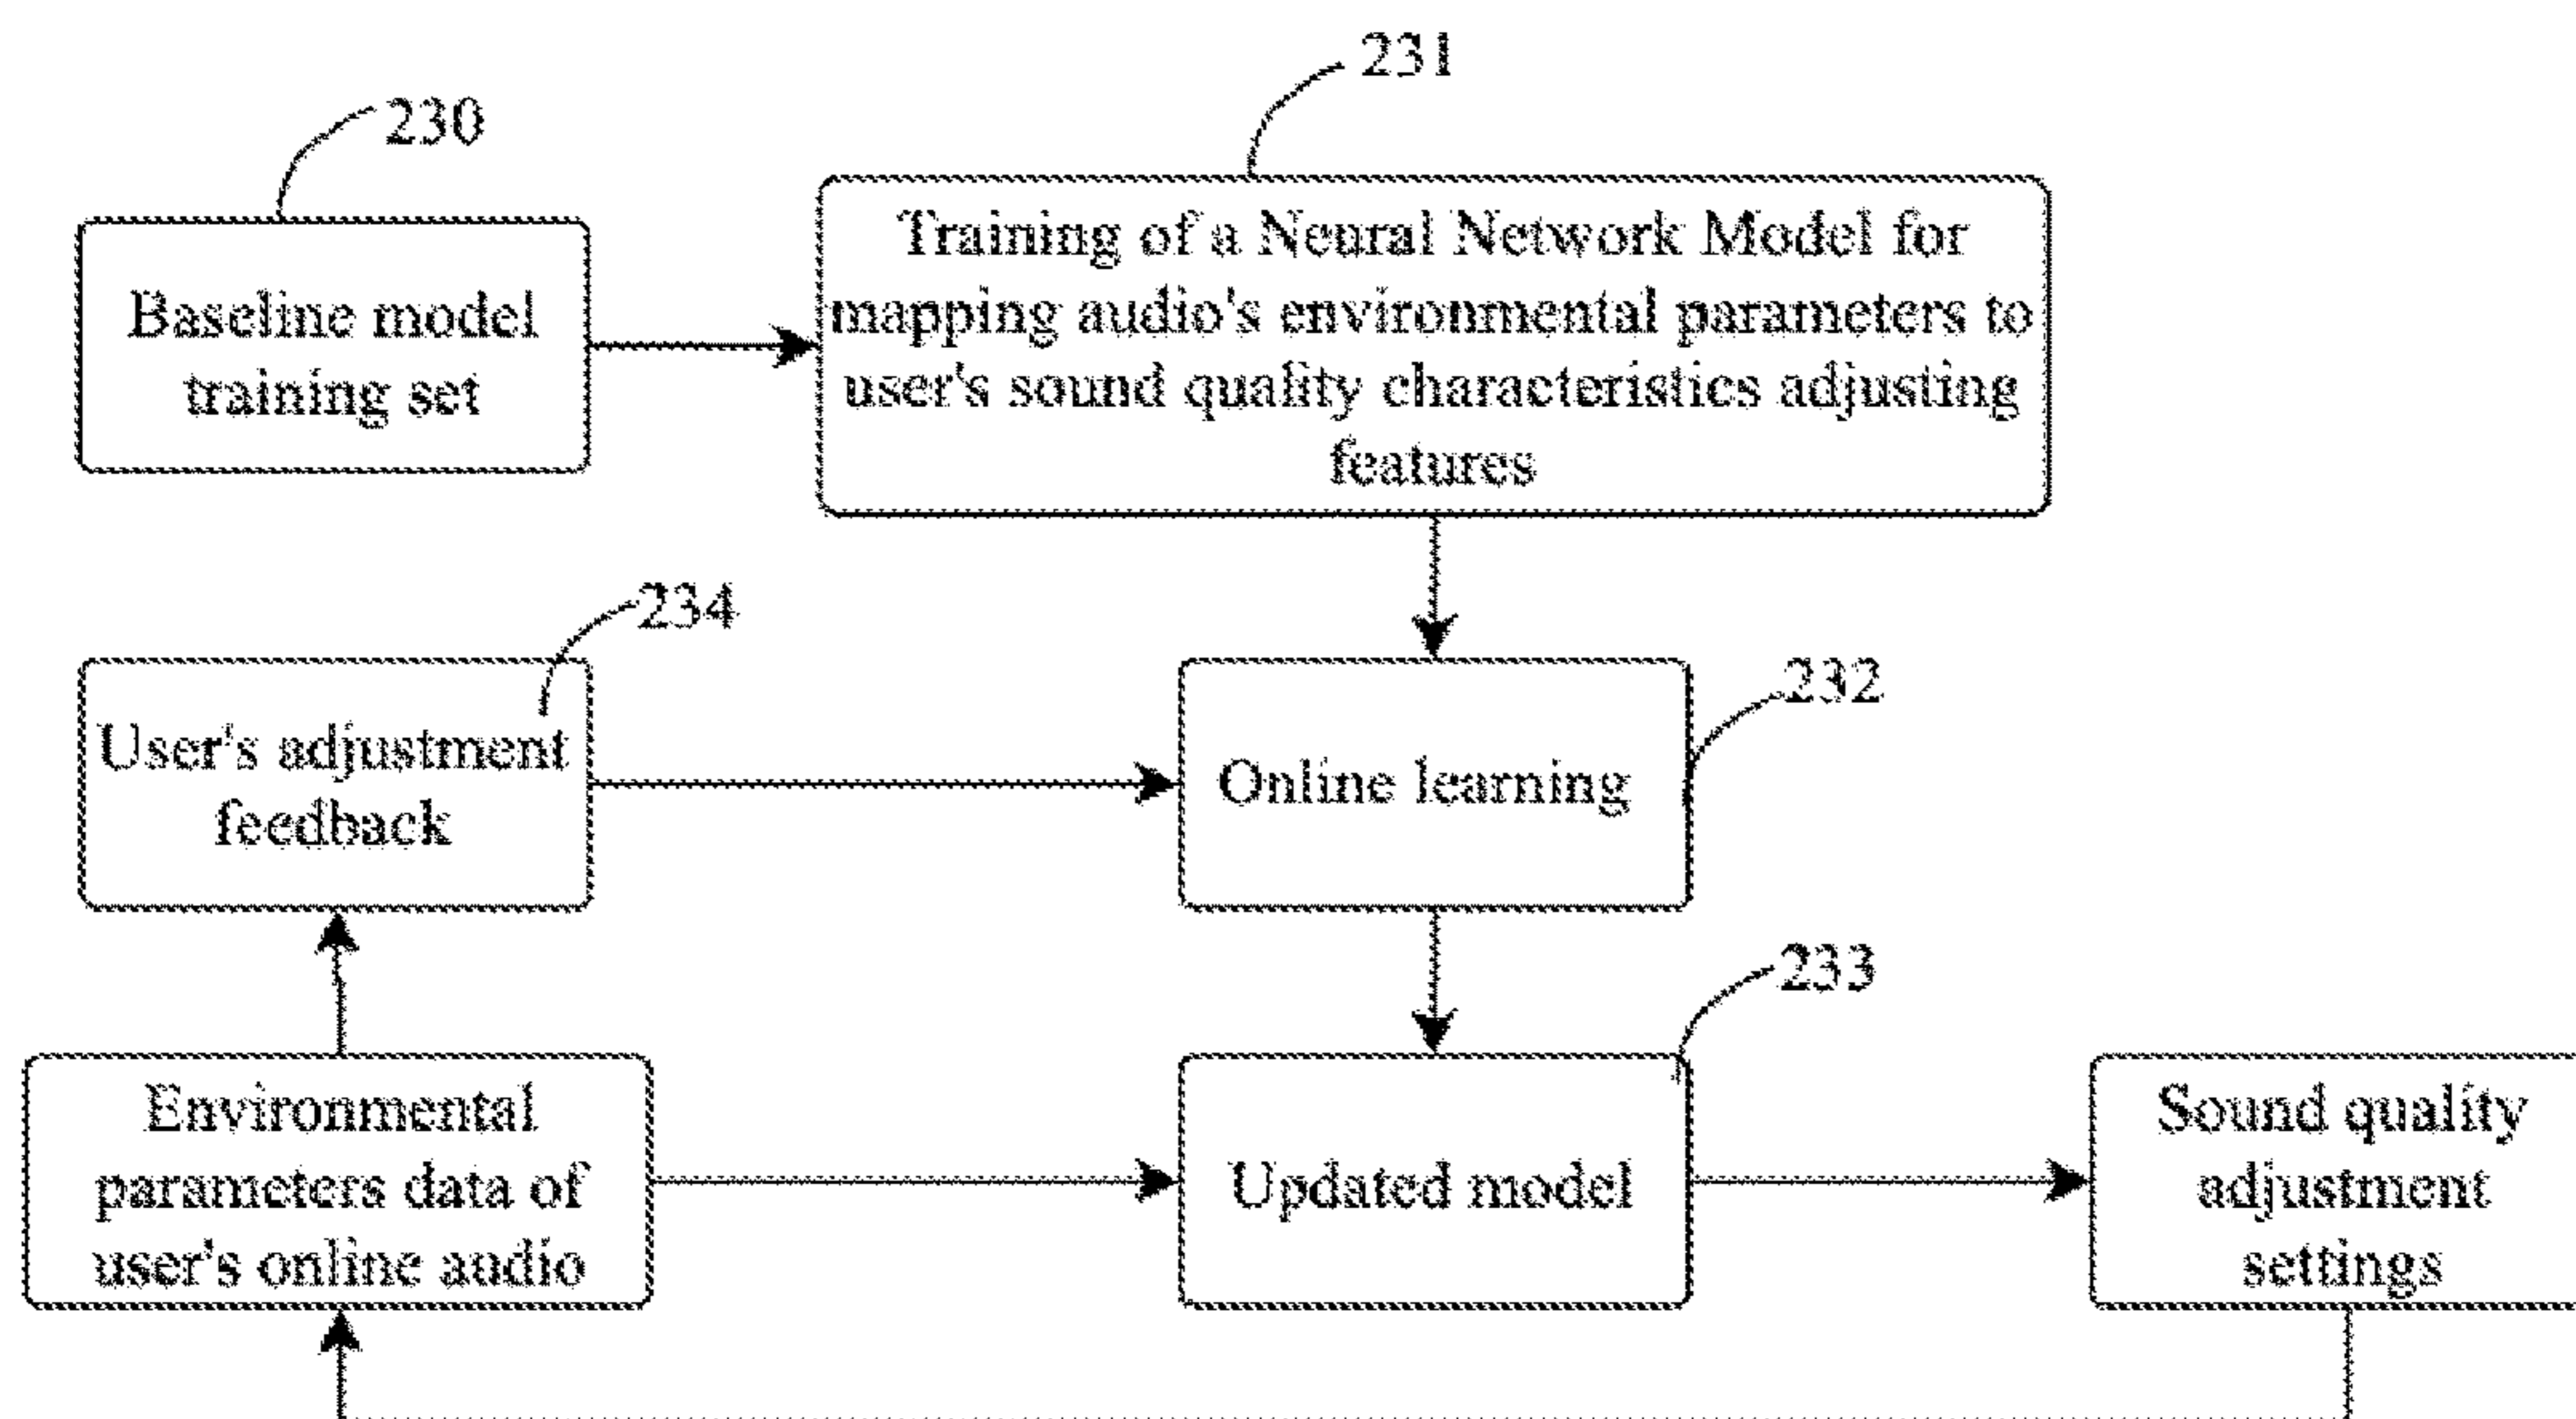 231
230
Training of a Neural Network Model for
mapping audio's environmental parameters to
user's sound quality characteristics adjusting
features
Baseline model
training set
234
User's adjustment
feedback
232
Online learning
233
Environmental
parameters data of
user's online audio
Updated model
Sound quality
adjustment
settings